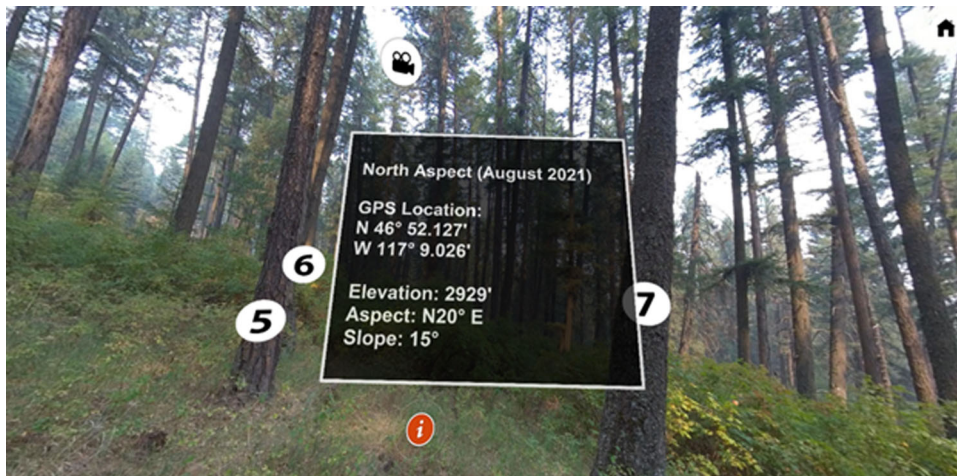 North Aspect (August 2021)
GPS Location:
N 46° 52.127'
W 117° 9.026'
Elevation: 2929'
Aspect: N20° E
Slope: 15°
6
5
7
i